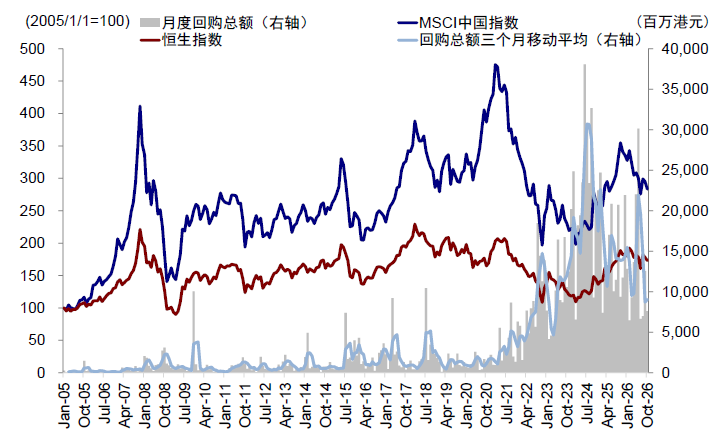 (2005/1/1=100)
月度回购总额（右轴）
MSCI中国指数
（百万港元）
恒生指数
回购总额三个月移动平均（右轴）
500
450
400
350
300
250
200
150
100
50
0
40,000
35,000
30,000
25,000
20,000
15,000
10,000
5,000
0
Jan-05
Oct-05
Jul-06
Apr-07
Jan-08
Oct-08
Jul-09
Apr-10
Jan-11
Oct-11
Jul-12
Apr-13
Jan-14
Oct-14
Jul-15
Apr-16
Jan-17
Oct-17
Jul-18
Apr-19
Jan-20
Oct-20
Jul-21
Apr-22
Jan-23
Oct-23
Jul-24
Apr-25
Jan-26
Oct-26